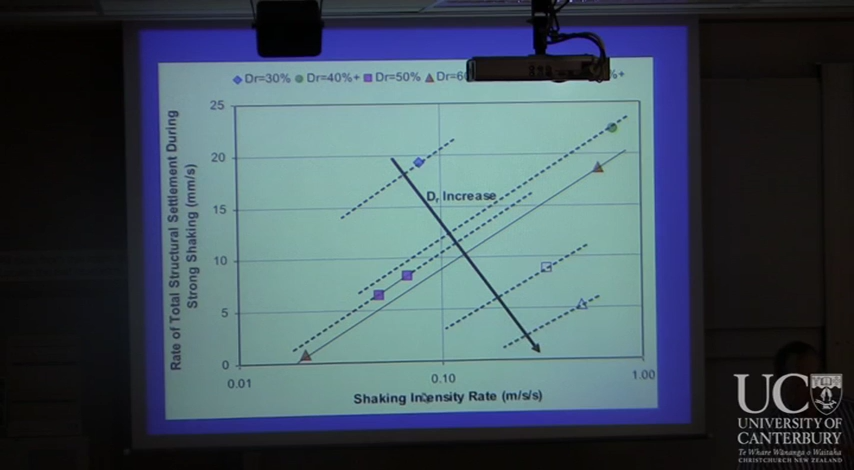 Dr=30% Dr=40%+ Dr=50% Dr=60 %+
25
20
15
10
5
0
Rate of Total Structural Settlement During
Strong Shaking (mm/s)
Dr Increase
0.01 0.10 1.00
Shaking Intensity Rate (m/s/s)
UC
UNIVERSITY OF
CANTERBURY
Te Whare Wānanga o Waitaha
CHRISTCHURCH NEW ZEALAND